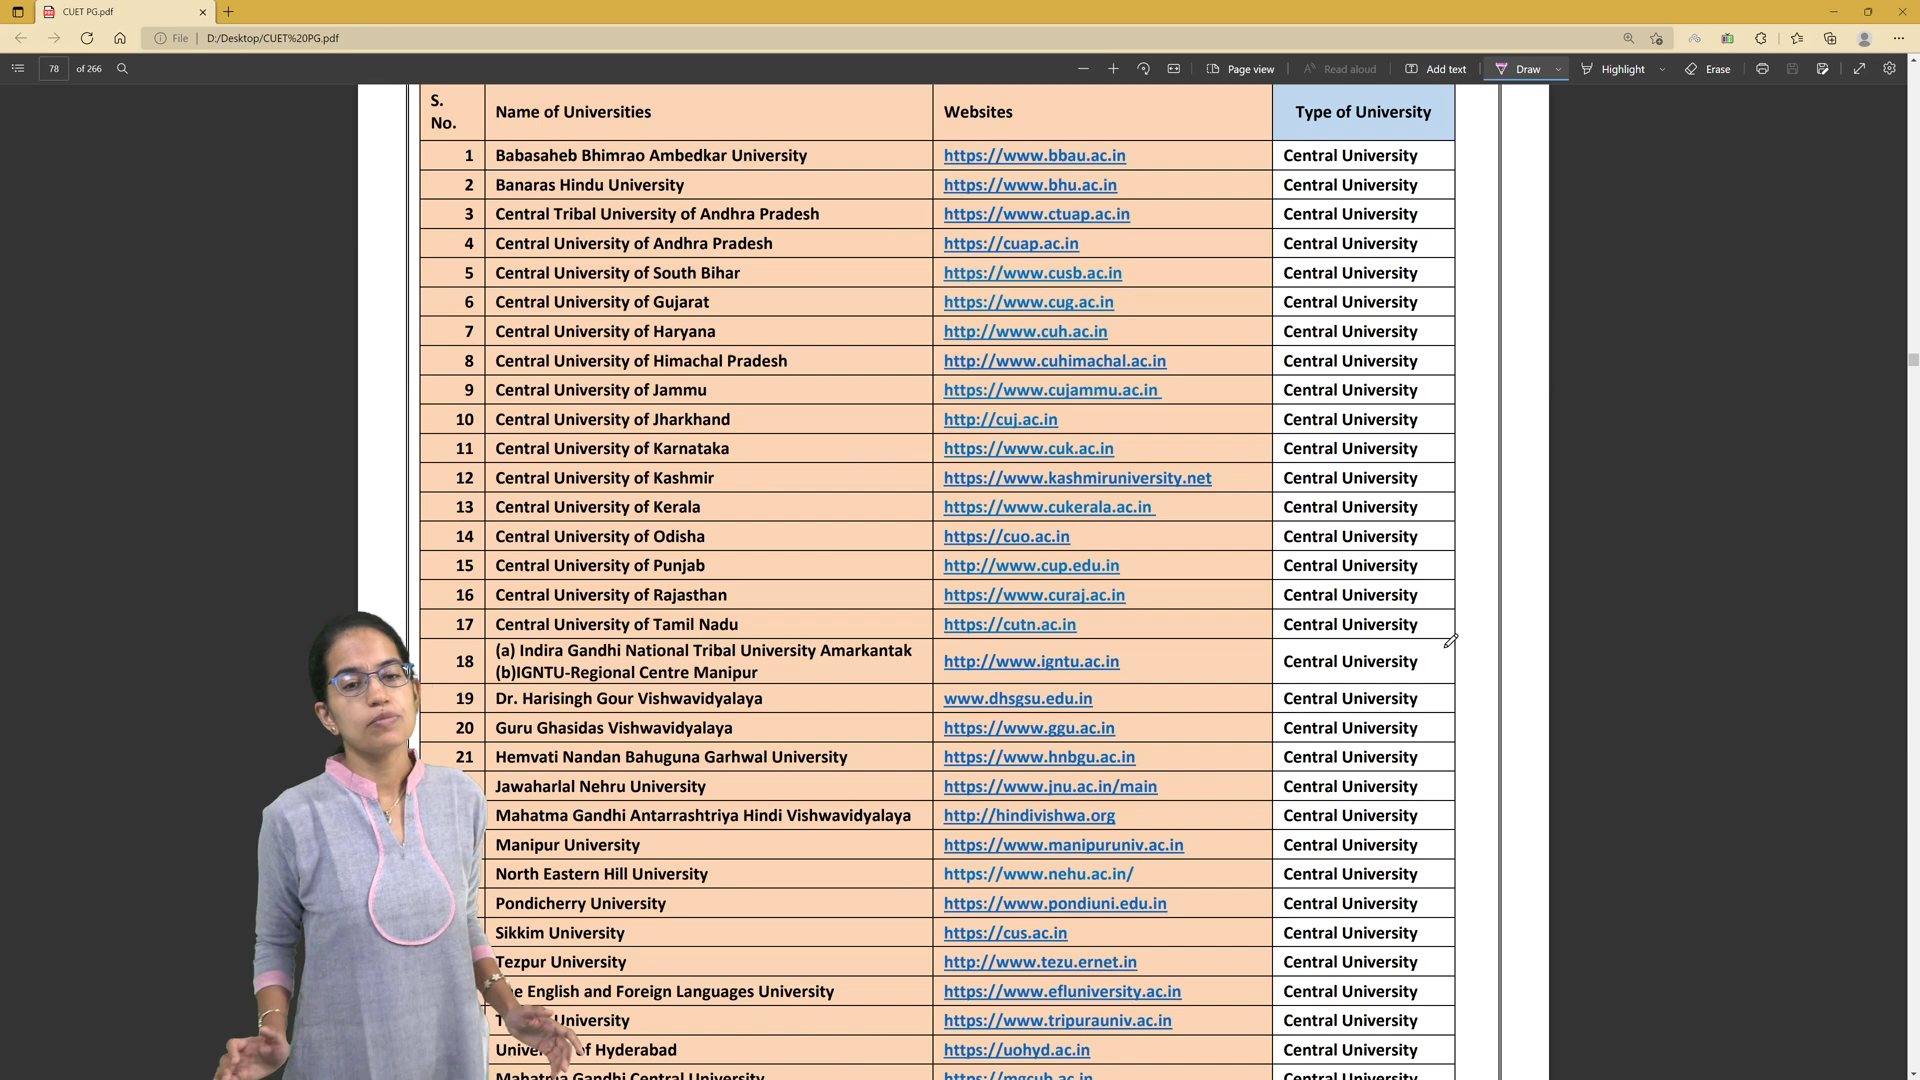 CUET PG.pdf
File D:/Desktop/CUET%20PG.pdf
78 of 266 Page view Read aloud Add text Draw Highlight Erase
S. No. Name of Universities Websites Type of University
1 Babasaheb Bhimrao Ambedkar University https://www.bbau.ac.in Central University
2 Banaras Hindu University https://www.bhu.ac.in Central University
3 Central Tribal University of Andhra Pradesh https://www.ctuap.ac.in Central University
4 Central University of Andhra Pradesh https://cuap.ac.in Central University
5 Central University of South Bihar https://www.cusb.ac.in Central University
6 Central University of Gujarat https://www.cug.ac.in Central University
7 Central University of Haryana http://www.cuh.ac.in Central University
8 Central University of Himachal Pradesh http://www.cuhimachal.ac.in Central University
9 Central University of Jammu https://www.cujammu.ac.in Central University
10 Central University of Jharkhand http://cuj.ac.in Central University
11 Central University of Karnataka https://www.cuk.ac.in Central University
12 Central University of Kashmir https://www.kashmiruniversity.net Central University
13 Central University of Kerala https://www.cukerala.ac.in Central University
14 Central University of Odisha https://cuo.ac.in Central University
15 Central University of Punjab http://www.cup.edu.in Central University
16 Central University of Rajasthan https://www.curaj.ac.in Central University
17 Central University of Tamil Nadu https://cutn.ac.in Central University
18 (a) Indira Gandhi National Tribal University Amarkantak
(b)IGNTU-Regional Centre Manipur http://www.igntu.ac.in Central University
19 Dr. Harisingh Gour Vishwavidyalaya www.dhsgsu.edu.in Central University
20 Guru Ghasidas Vishwavidyalaya https://www.ggu.ac.in Central University
21 Hemvati Nandan Bahuguna Garhwal University https://www.hnbgu.ac.in Central University
Jawaharlal Nehru University https://www.jnu.ac.in/main Central University
Mahatma Gandhi Antarrashtriya Hindi Vishwavidyalaya http://hindivishwa.org Central University
Manipur University https://www.manipuruniv.ac.in Central University
North Eastern Hill University https://www.nehu.ac.in/ Central University
Pondicherry University https://www.pondiuni.edu.in Central University
Sikkim University https://cus.ac.in Central University
Tezpur University http://www.tezu.ernet.in Central University
English and Foreign Languages University https://www.efluniversity.ac.in Central University
University https://www.tripurauniv.ac.in Central University
of Hyderabad https://uohyd.ac.in Central University
Mahatma Gandhi Central University https://mgcub.ac.in Central University